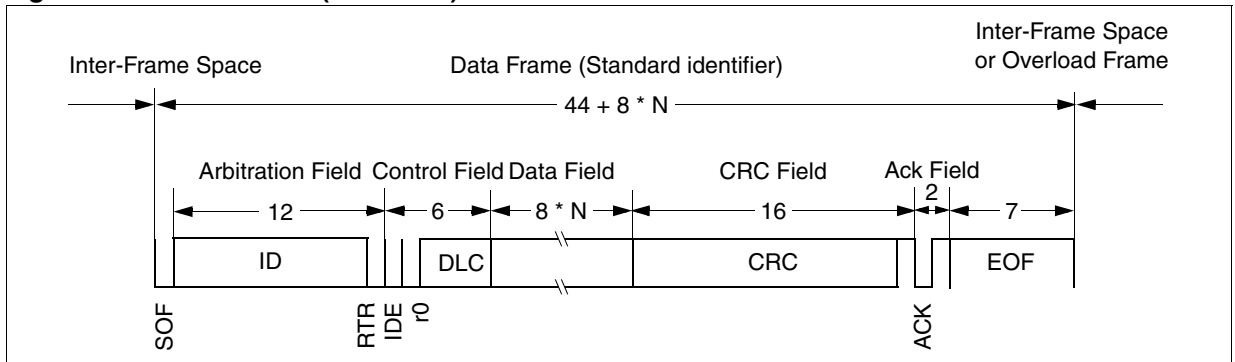 Inter-Frame Space
Data Frame (Standard identifier)
Inter-Frame Space
or Overload Frame
44 + 8 * N
Arbitration Field
Control Field
Data Field
CRC Field
Ack Field
12
6
8 * N
16
2
7
ID
DLC
CRC
EOF
SOF
RTR
IDE
r0
ACK